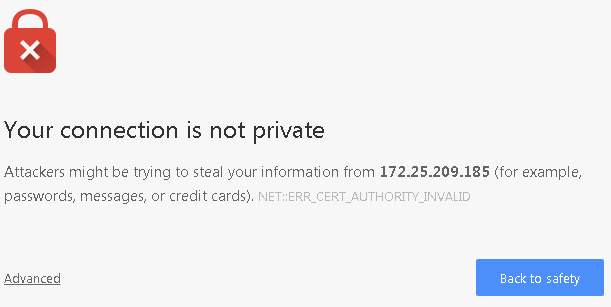 Your connection is not private
Attackers might be trying to steal your information from 172.25.209.185 (for example,
passwords, messages, or credit cards). NET::ERR_CERT_AUTHORITY_INVALID
Advanced
Back to safety